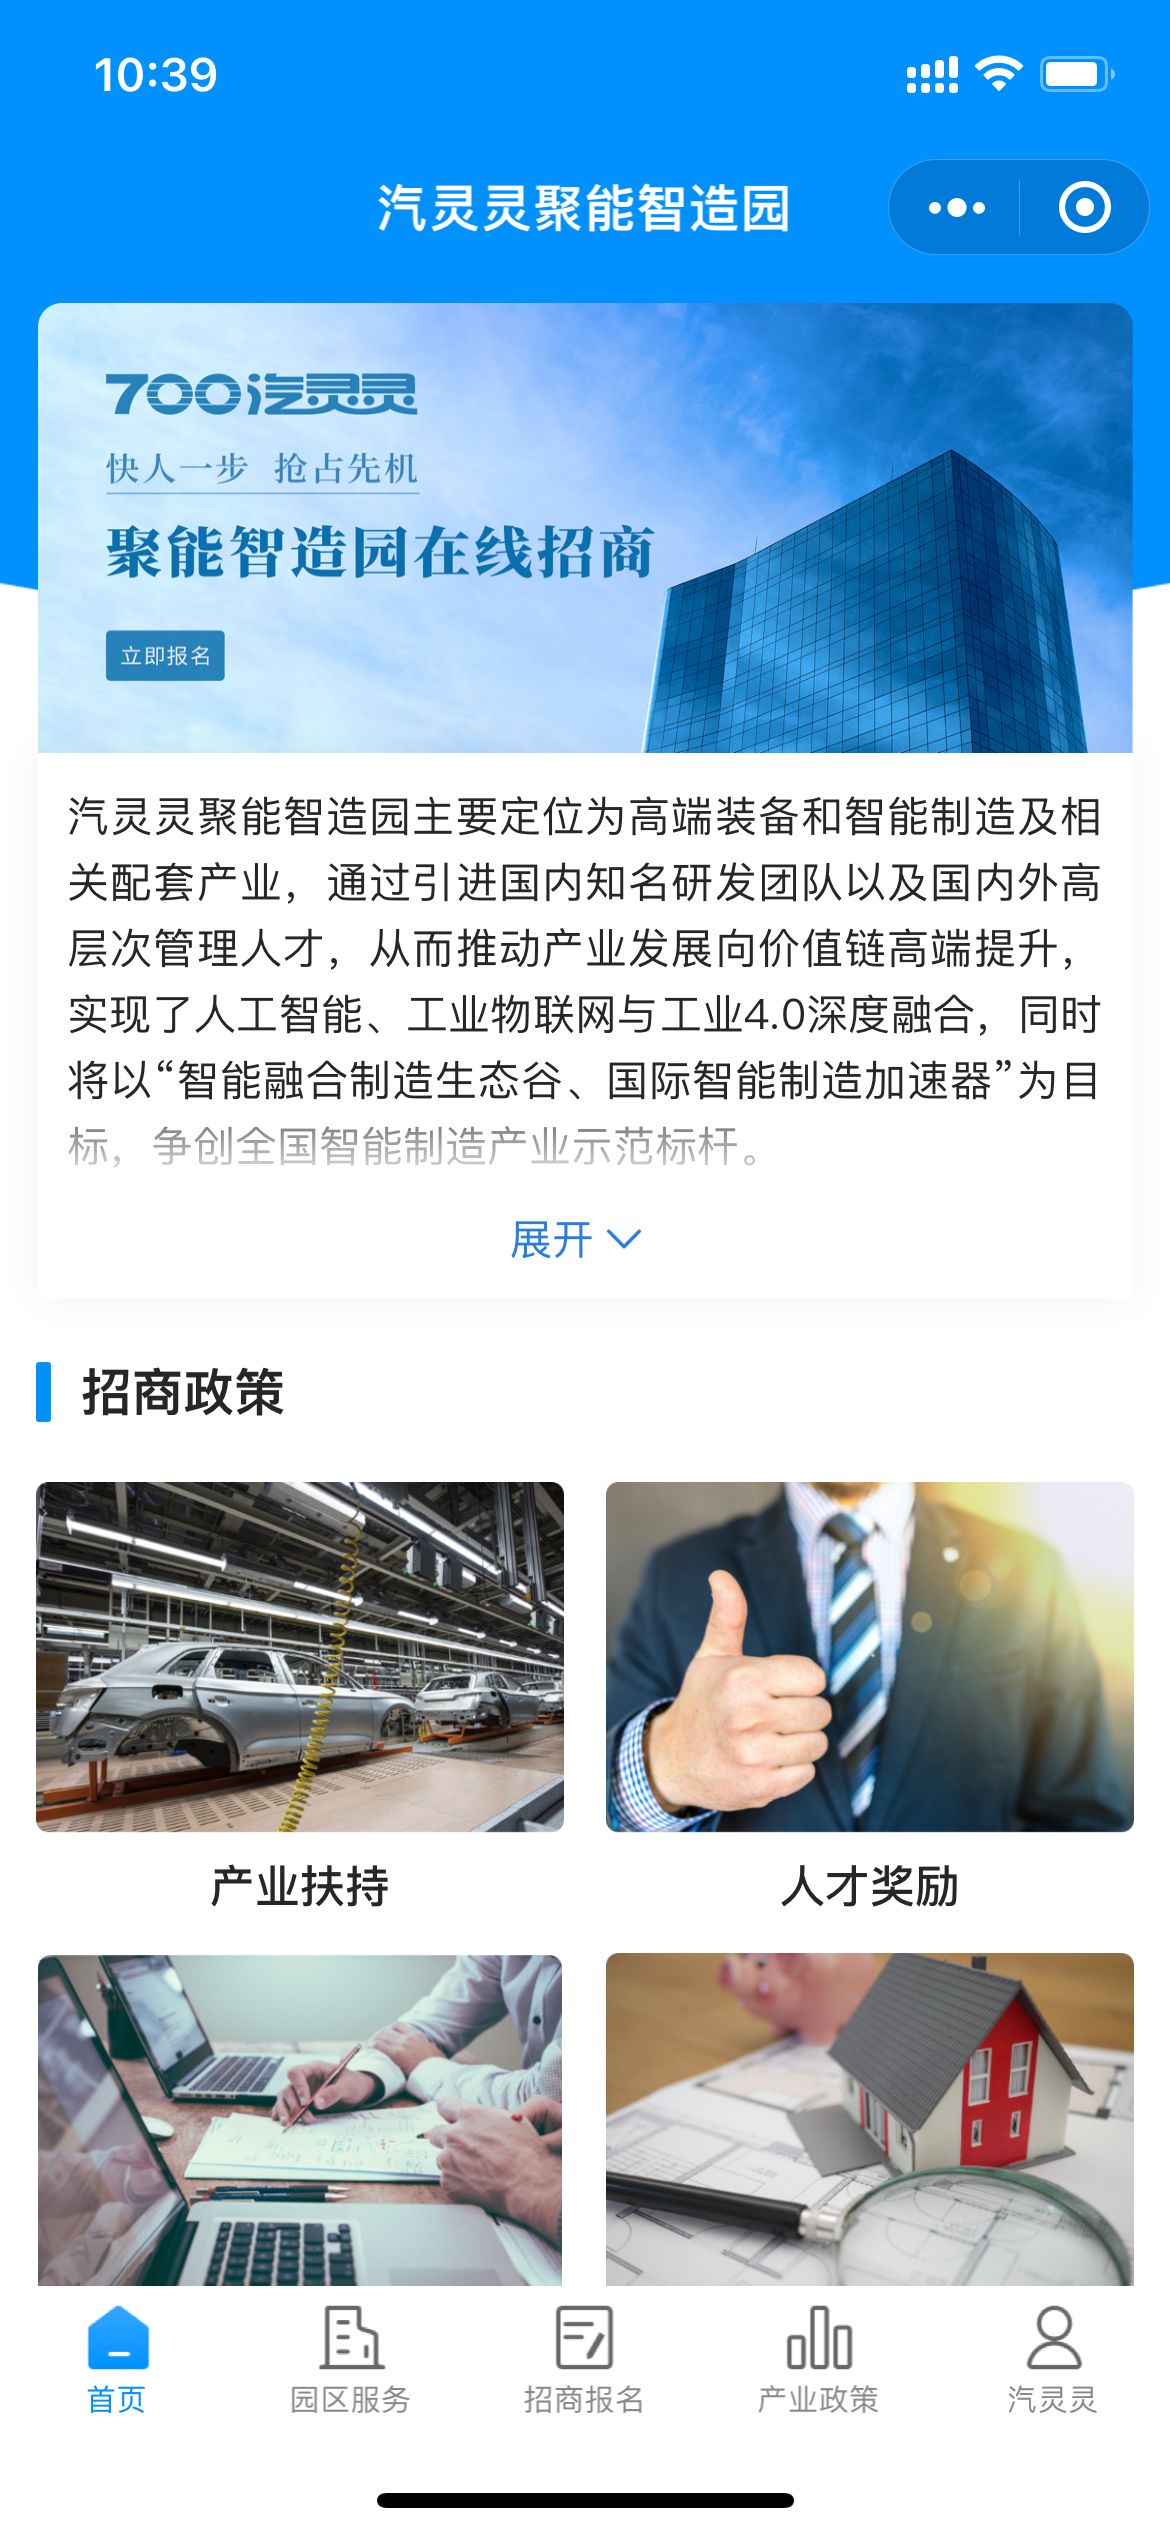 10:39
汽灵灵聚能智造园
700汽灵灵
快人一步 抢占先机
聚能智造园在线招商
立即报名
汽灵灵聚能智造园主要定位为高端装备和智能制造及相
关配套产业，通过引进国内知名研发团队以及国内外高
层次管理人才，从而推动产业发展向价值链高端提升，
实现了人工智能、工业物联网与工业4.0深度融合，同时
将以“智能融合制造生态谷、国际智能制造加速器”为目
标，争创全国智能制造产业示范标杆。
展开
招商政策
产业扶持
人才奖励
首页
园区服务
招商报名
产业政策
汽灵灵